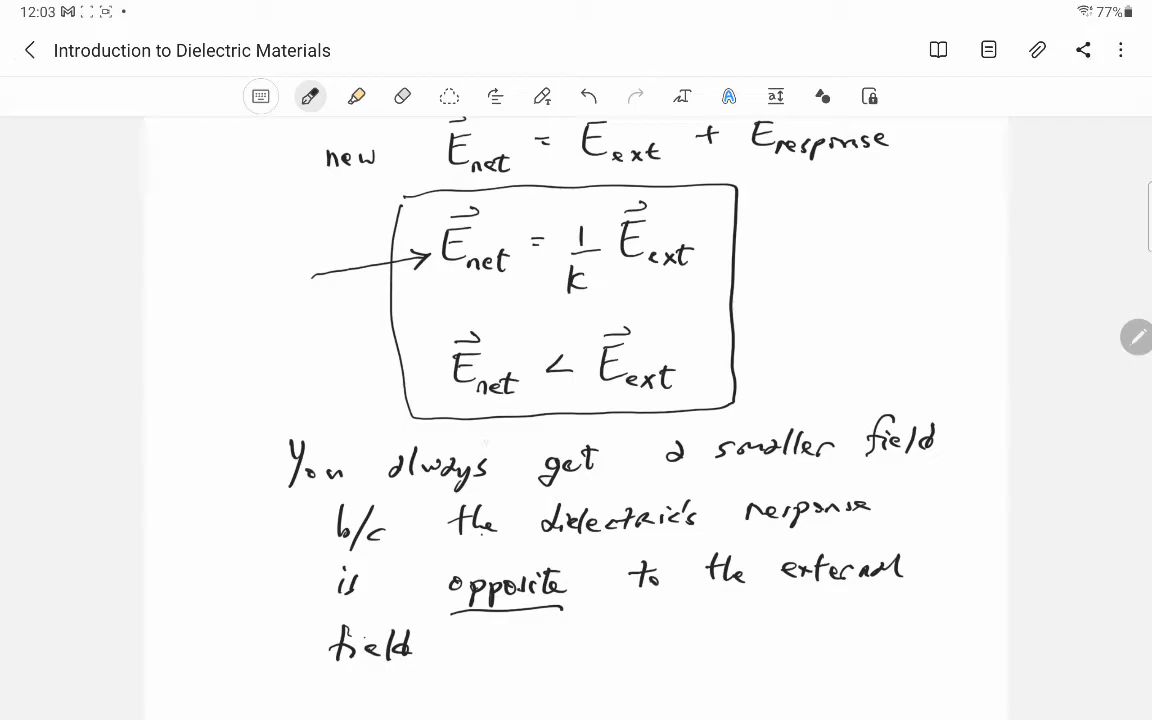 12:03
77%
Introduction to Dielectric Materials
new E⃗net = Eext + Eresponse
E⃗net = 1/k E⃗ext
E⃗net < E⃗ext
You always get a smaller field
b/c the dielectric's response
is opposite to the external
field